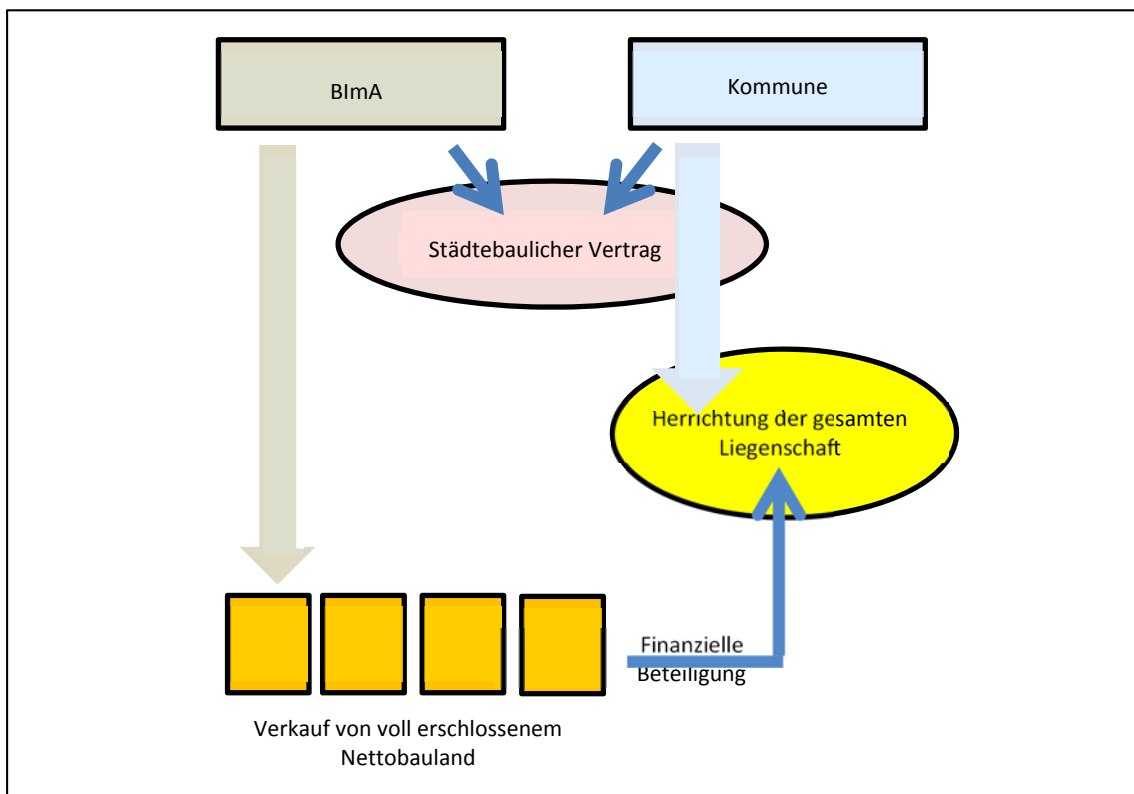 BImA
Kommune
Städtebaulicher Vertrag
Herrichtung der gesamten
Liegenschaft
Finanzielle
Beteiligung
Verkauf von voll erschlossenem
Nettobauland